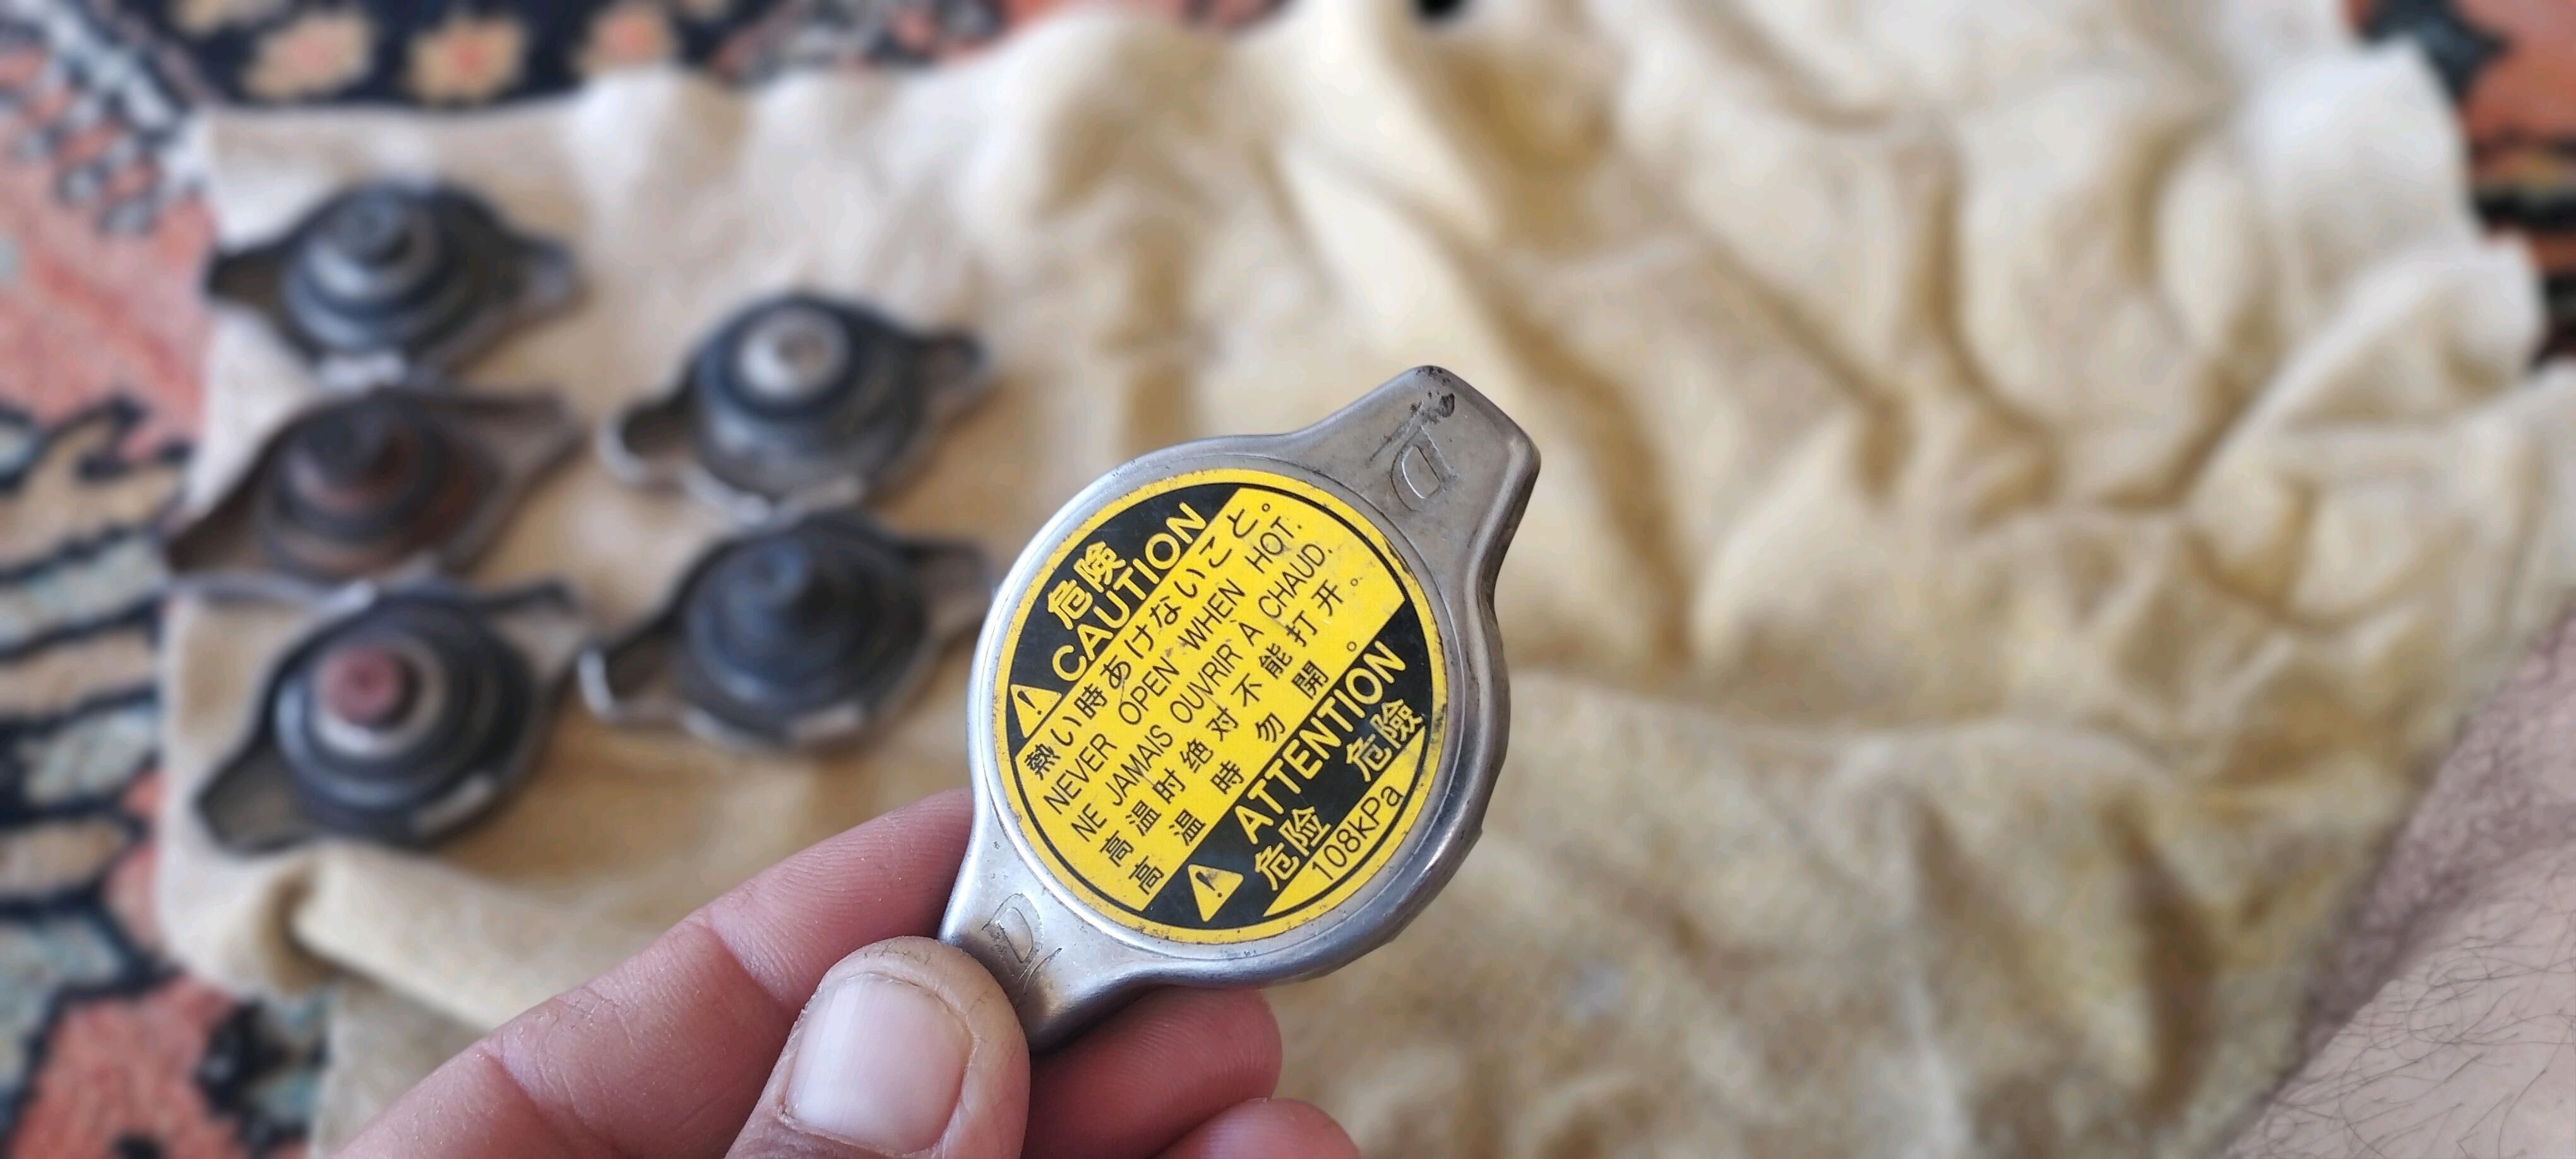 危険
CAUTION
熱い時あけないこと。
NEVER OPEN WHEN HOT.
NE JAMAIS OUVRIR À CHAUD.
高温时绝对不能打开。
高温時勿開。
ATTENTION
危险 危險
108kPa
D
D